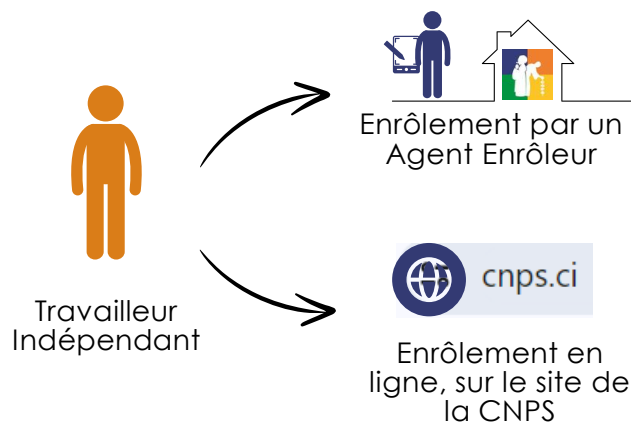 Enrôlement par un
Agent Enrôleur
cnps.ci
Travailleur
Indépendant
Enrôlement en
ligne, sur le site de
la CNPS